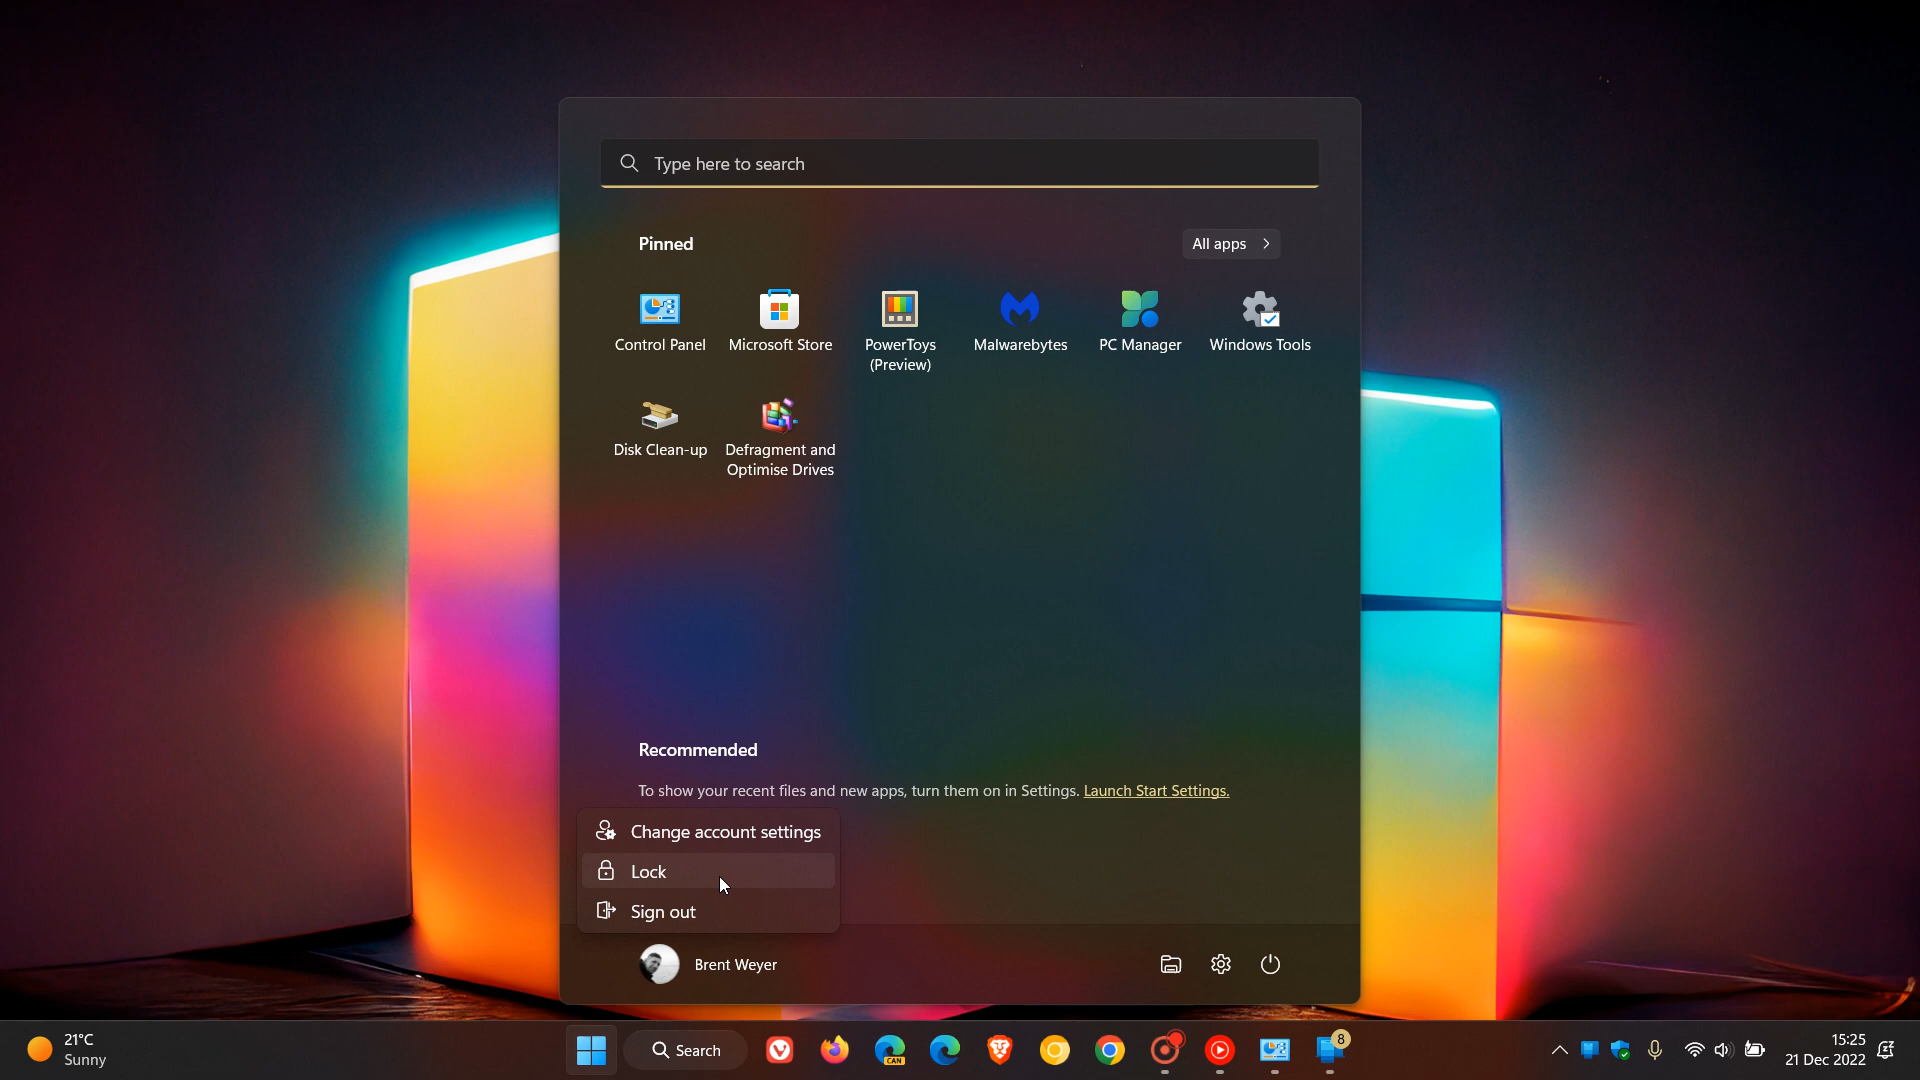 Type here to search
Pinned
All apps
Control Panel
Microsoft Store
PowerToys
(Preview)
Malwarebytes
PC Manager
Windows Tools
Disk Clean-up
Defragment and
Optimise Drives
Recommended
To show your recent files and new apps, turn them on in Settings. Launch Start Settings.
Change account settings
Lock
Sign out
Brent Weyer
21°C
Sunny
Search
CAN
8
15:25
21 Dec 2022